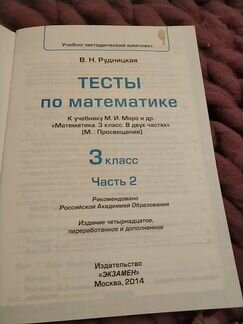 Учебно-методический комплект
В. Н. Рудницкая
ТЕСТЫ
по математике
К учебнику М. И. Моро и др.
«Математика. 3 класс. В двух частях»
(М. : Просвещение)
3 класс
Часть 2
Рекомендовано
Российской Академией Образования
Издание четырнадцатое,
переработанное и дополненное
Издательство
«ЭКЗАМЕН»
Москва, 2014